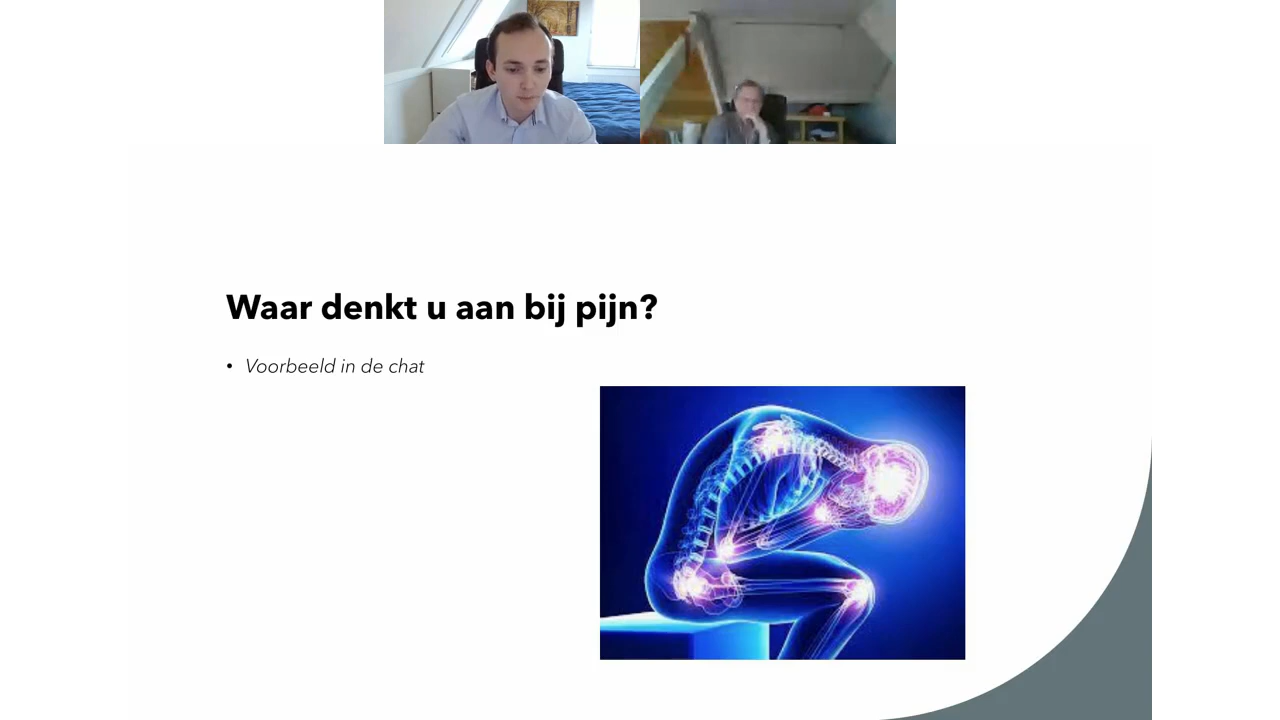 Waar denkt u aan bij pijn?
• Voorbeeld in de chat